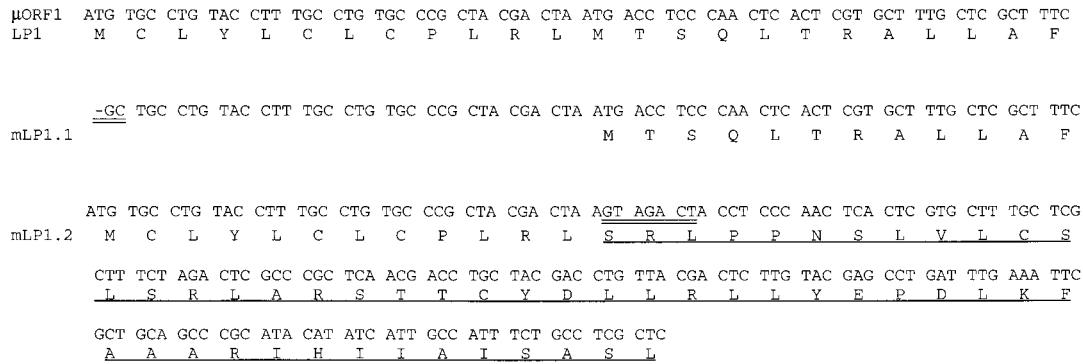 μORF1 ATG TGC CTG TAC CTT TGC CTG TGC CCG CTA CGA CTA ATG ACC TCC CAA CTC ACT CGT GCT TTG CTC GCT TTC
LP1 M C L Y L C L C P L R L M T S Q L T R A L L A F
-GC TGC CTG TAC CTT TGC CTG TGC CCG CTA CGA CTA ATG ACC TCC CAA CTC ACT CGT GCT TTG CTC GCT TTC
mLP1.1 M T S Q L T R A L L A F
ATG TGC CTG TAC CTT TGC CTG TGC CCG CTA CGA CTA AGT AGA CTA CCT CCC AAC TCA CTC GTG CTT TGC TCG
mLP1.2 M C L Y L C L C P L R L S R L P P N S L V L C S
CTT TCT AGA CTC GCC CGC TCA ACG ACC TGC TAC GAC CTG TTA CGA CTC TTG TAC GAG CCT GAT TTG AAA TTC
L S R L A R S T T C Y D L L R L L Y E P D L K F
GCT GCA GCC CGC ATA CAT ATC ATT GCC ATT TCT GCC TCG CTC
A A A R I H I I A I S A S L